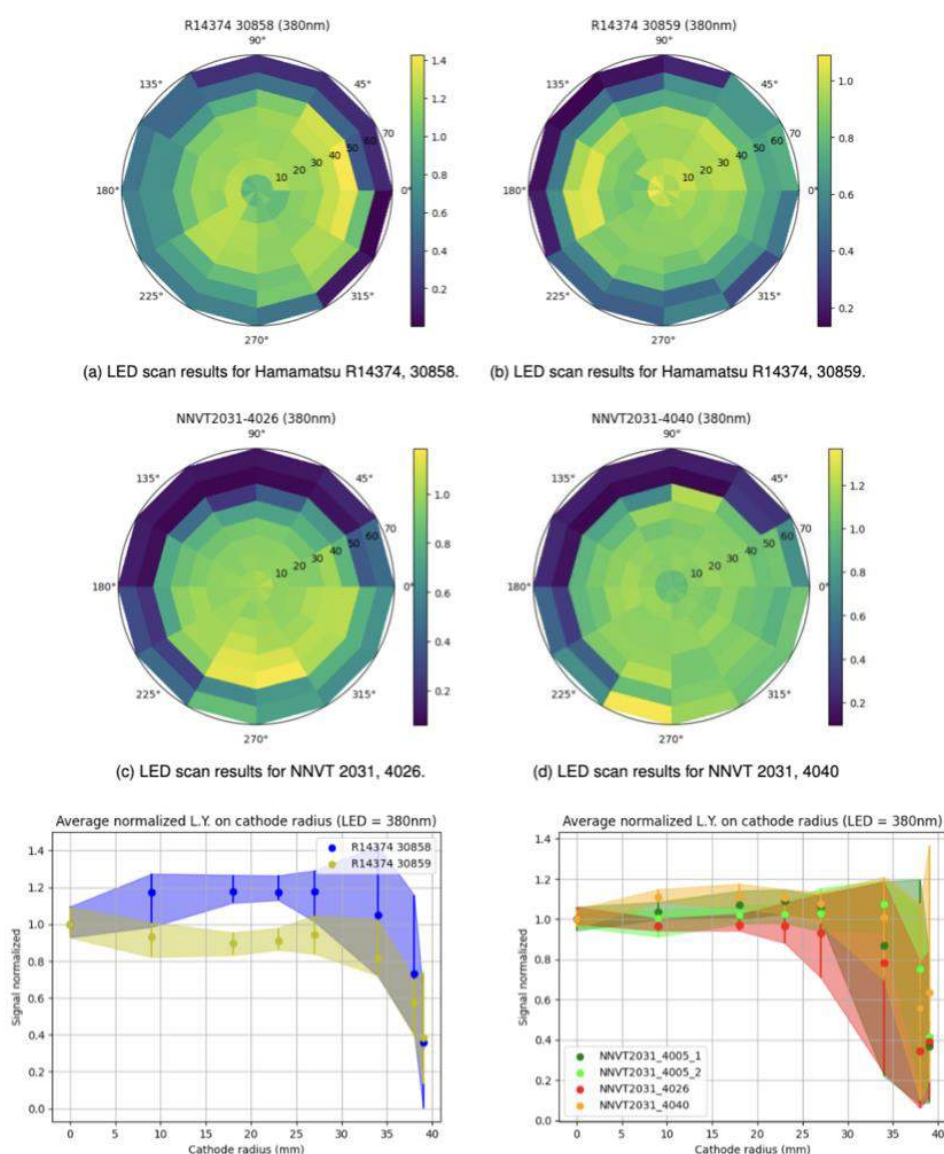 R14374 30858 (380nm)
90°
135°
45°
180°
0°
225°
315°
270°
10 20 30 40 50 60 70
1.4
1.2
1.0
0.8
0.6
0.4
0.2
R14374 30859 (380nm)
90°
135°
45°
180°
0°
225°
315°
270°
10 20 30 40 50 60 70
1.0
0.8
0.6
0.4
0.2
(a) LED scan results for Hamamatsu R14374, 30858.
(b) LED scan results for Hamamatsu R14374, 30859.
NNVT2031-4026 (380nm)
90°
135°
45°
180°
0°
225°
315°
270°
10 20 30 40 50 60 70
1.0
0.8
0.6
0.4
0.2
NNVT2031-4040 (380nm)
90°
135°
45°
180°
0°
225°
315°
270°
10 20 30 40 50 60 70
1.2
1.0
0.8
0.6
0.4
0.2
(c) LED scan results for NNVT 2031, 4026.
(d) LED scan results for NNVT 2031, 4040
Average normalized L.Y. on cathode radius (LED = 380nm)
R14374 30858
R14374 30859
Signal normalized
1.4
1.2
1.0
0.8
0.6
0.4
0.2
0.0
0 5 10 15 20 25 30 35 40
Cathode radius (mm)
Average normalized L.Y. on cathode radius (LED = 380nm)
Signal normalized
1.4
1.2
1.0
0.8
0.6
0.4
0.2
0.0
NNVT2031_4005_1
NNVT2031_4005_2
NNVT2031_4026
NNVT2031_4040
0 5 10 15 20 25 30 35 40
Cathode radius (mm)